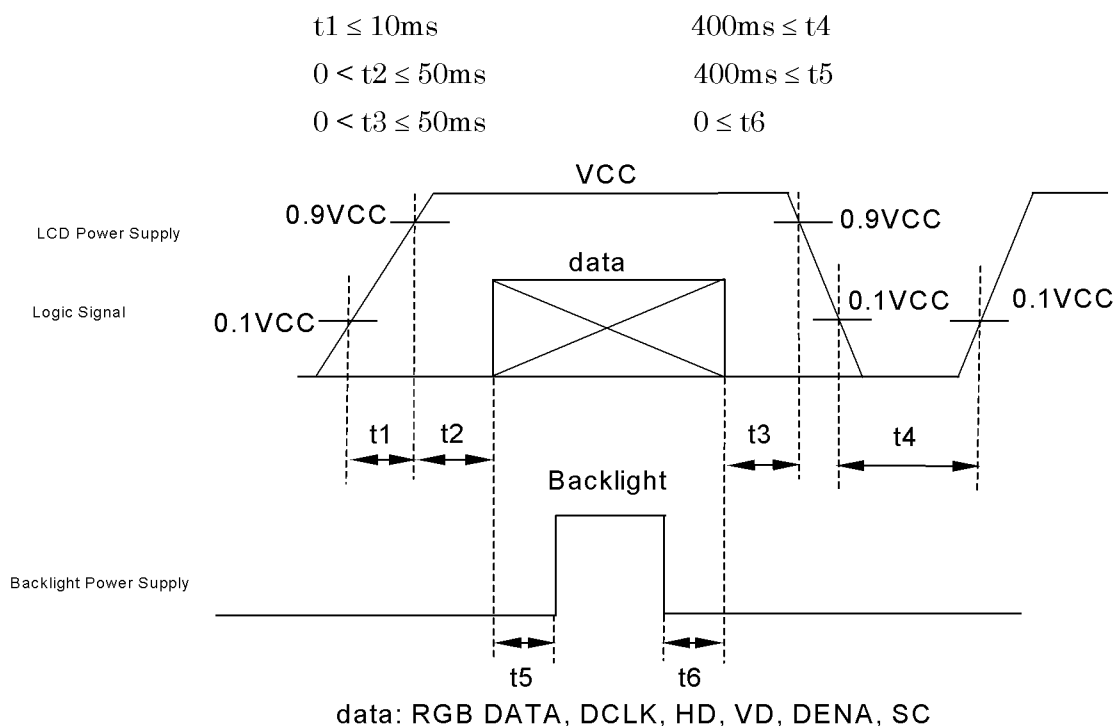 t1 ≤ 10ms 400ms ≤ t4
0 < t2 ≤ 50ms 400ms ≤ t5
0 < t3 ≤ 50ms 0 ≤ t6
VCC
LCD Power Supply 0.9VCC 0.9VCC
data
Logic Signal 0.1VCC 0.1VCC 0.1VCC
t1 t2 t3 t4
Backlight
Backlight Power Supply
t5 t6
data: RGB DATA, DCLK, HD, VD, DENA, SC